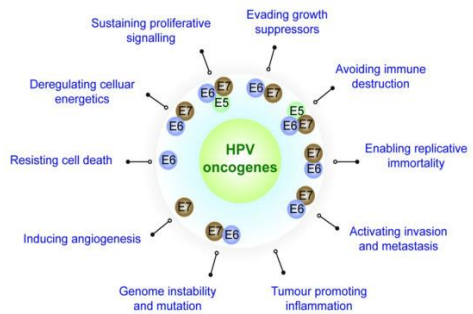 Sustaining proliferative
signalling
Evading growth
suppressors
Deregulating celluar
energetics
Avoiding immune
destruction
Resisting cell death
Enabling replicative
immortality
Inducing angiogenesis
Activating invasion
and metastasis
Genome instability
and mutation
Tumour promoting
inflammation
HPV
oncogenes
E6
E7
E5
E6
E7
E5
E6
E7
E7
E6
E7
E6
E7
E6
E7
E6
E7
E6
E6
E7